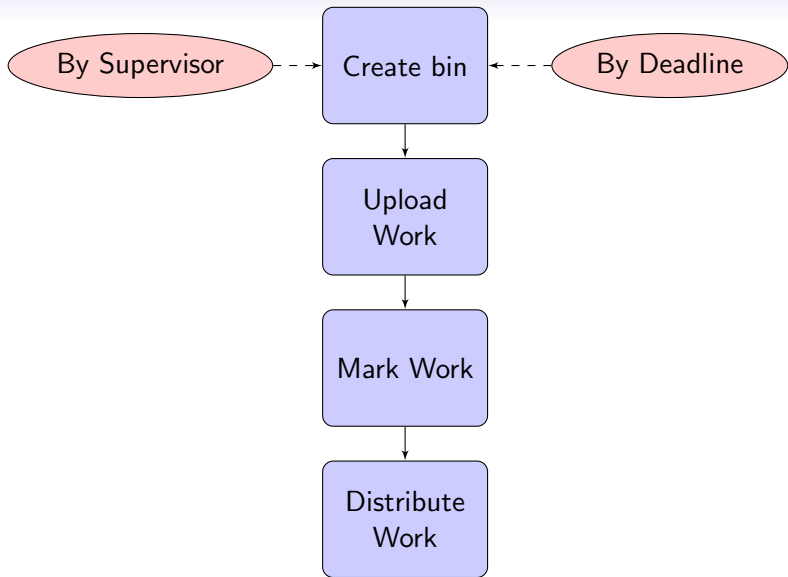 By Supervisor
Create bin
By Deadline
Upload
Work
Mark Work
Distribute
Work